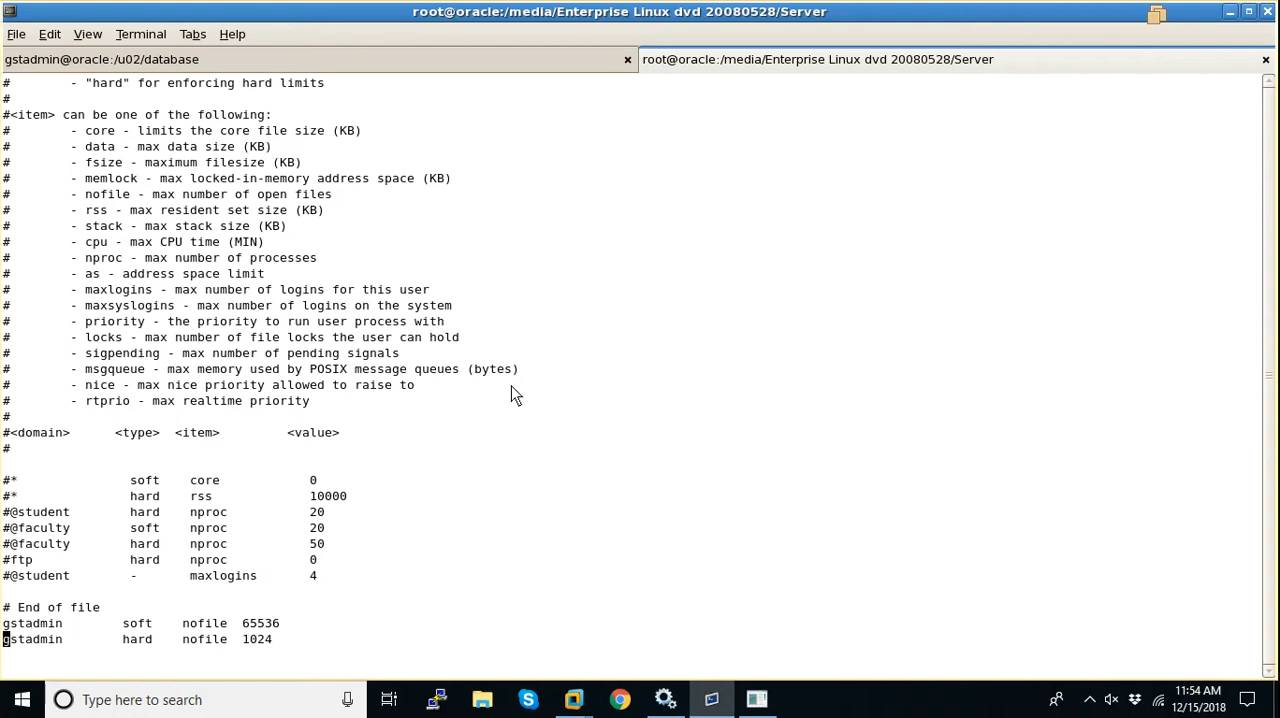 root@oracle:/media/Enterprise Linux dvd 20080528/Server
File Edit View Terminal Tabs Help
gstadmin@oracle:/u02/database
root@oracle:/media/Enterprise Linux dvd 20080528/Server
# - "hard" for enforcing hard limits
#
#<item> can be one of the following:
# - core - limits the core file size (KB)
# - data - max data size (KB)
# - fsize - maximum filesize (KB)
# - memlock - max locked-in-memory address space (KB)
# - nofile - max number of open files
# - rss - max resident set size (KB)
# - stack - max stack size (KB)
# - cpu - max CPU time (MIN)
# - nproc - max number of processes
# - as - address space limit
# - maxlogins - max number of logins for this user
# - maxsyslogins - max number of logins on the system
# - priority - the priority to run user process with
# - locks - max number of file locks the user can hold
# - sigpending - max number of pending signals
# - msgqueue - max memory used by POSIX message queues (bytes)
# - nice - max nice priority allowed to raise to
# - rtprio - max realtime priority
#
#<domain> <type> <item> <value>
#
#* soft core 0
#* hard rss 10000
#@student hard nproc 20
#@faculty soft nproc 20
#@faculty hard nproc 50
#ftp hard nproc 0
#@student - maxlogins 4
# End of file
gstadmin soft nofile 65536
gstadmin hard nofile 1024
Type here to search
11:54 AM
12/15/2018